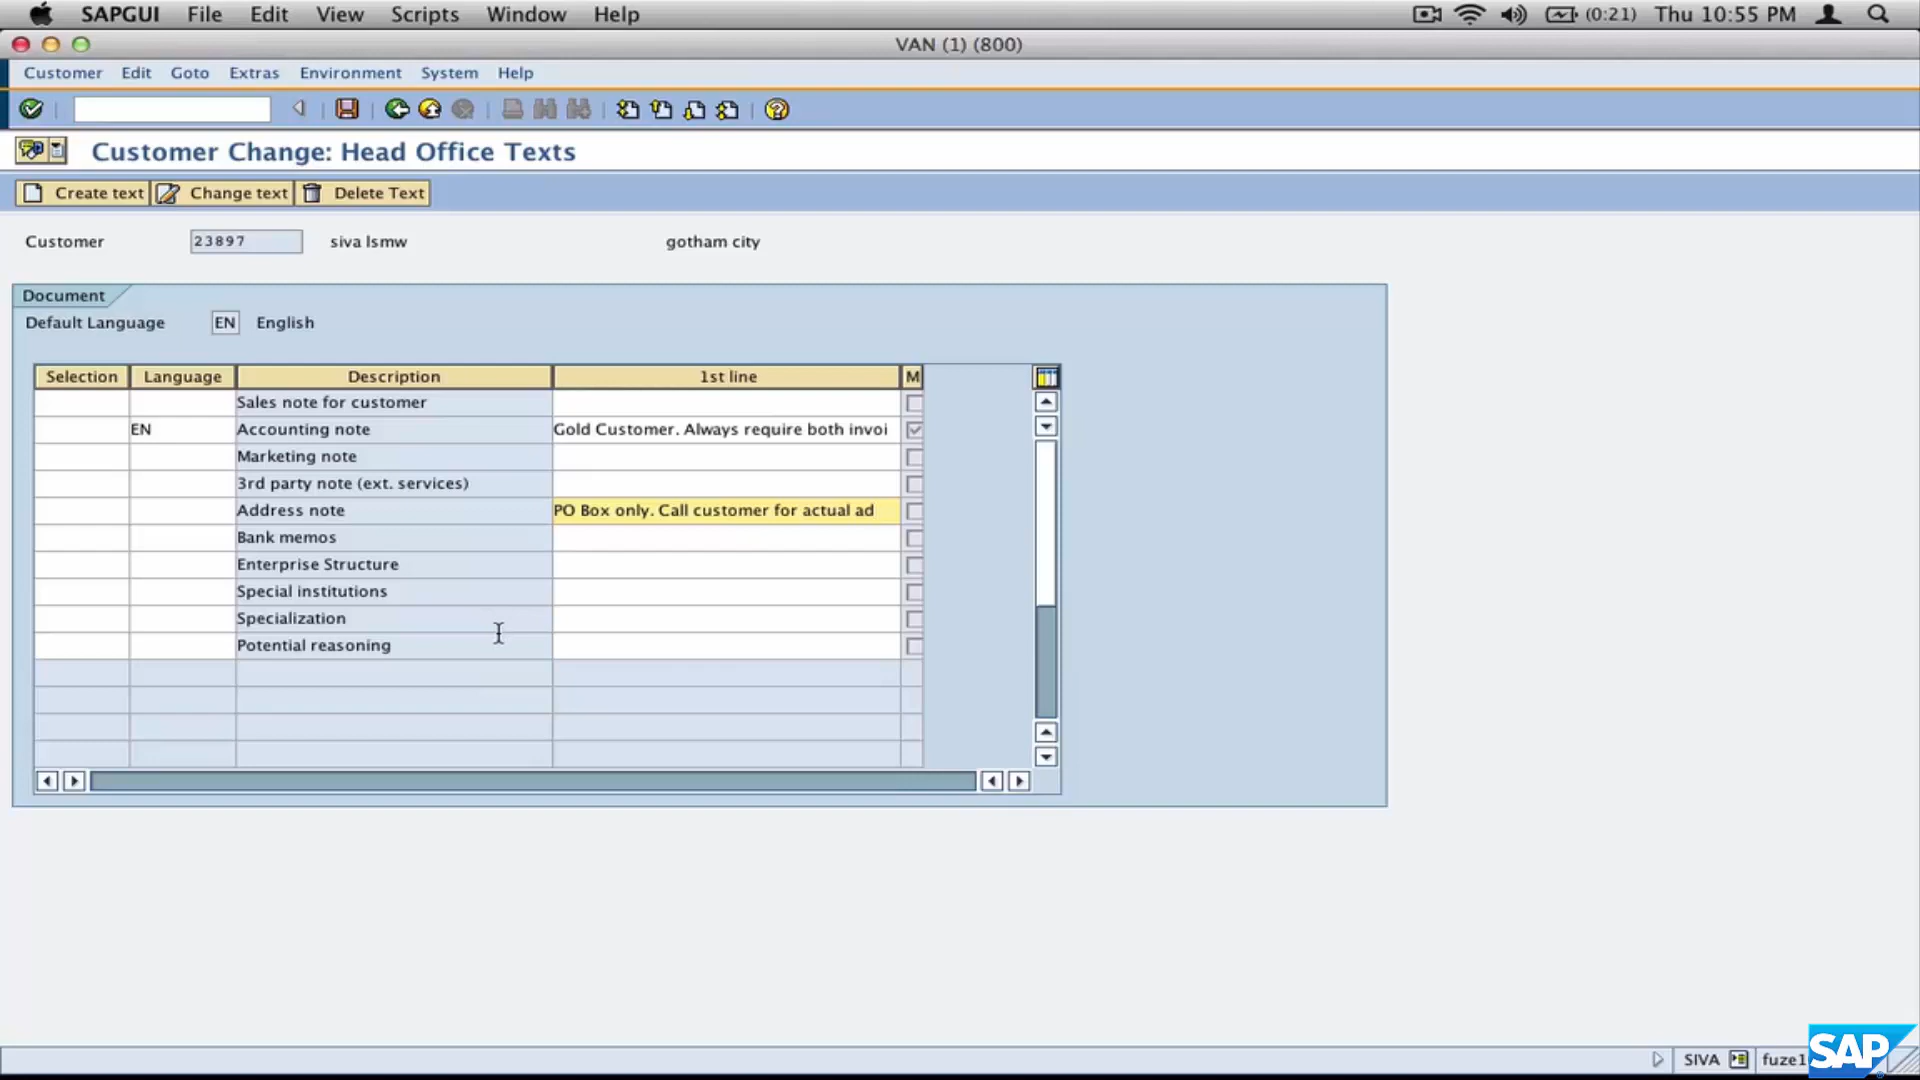 SAPGUI File Edit View Scripts Window Help (0:21) Thu 10:55 PM
VAN (1) (800)
Customer Edit Goto Extras Environment System Help
Customer Change: Head Office Texts
Create text Change text Delete Text
Customer 23897 siva lsmw gotham city
Document
Default Language EN English
Selection Language Description 1st line M
Sales note for customer
EN Accounting note Gold Customer. Always require both invoi
Marketing note
3rd party note (ext. services)
Address note PO Box only. Call customer for actual ad
Bank memos
Enterprise Structure
Special institutions
Specialization
Potential reasoning
SIVA fuze1
SAP